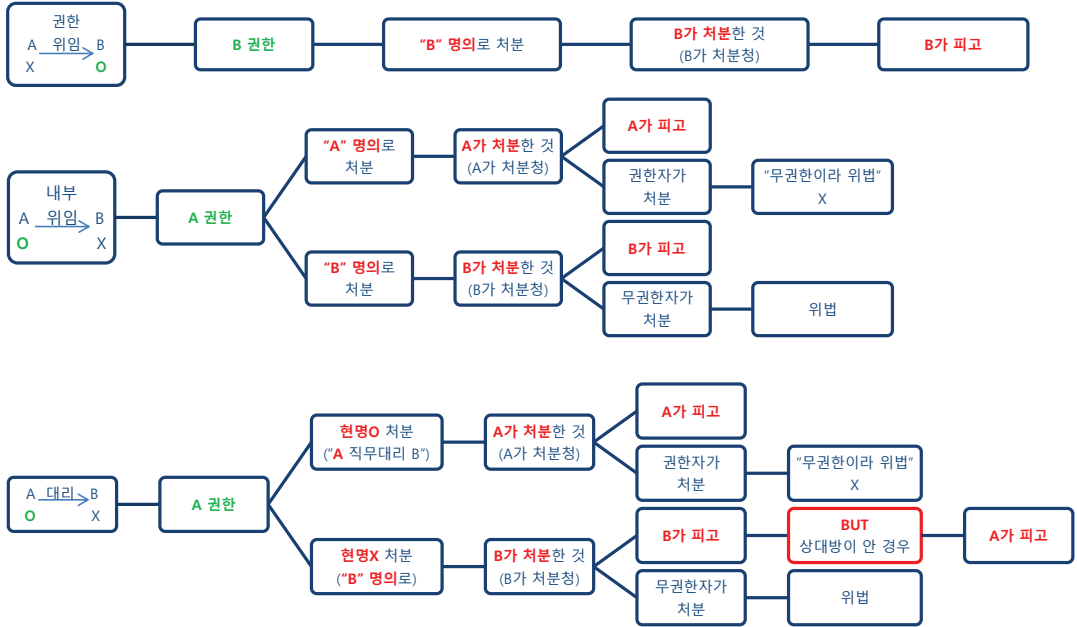 권한
A 위임 B
X O
B 권한
“B” 명의로 처분
B가 처분한 것
(B가 처분청)
B가 피고
내부
A 위임 B
O X
A 권한
“A” 명의로
처분
A가 처분한 것
(A가 처분청)
A가 피고
권한자가
처분
“무권한이라 위법”
X
“B” 명의로
처분
B가 처분한 것
(B가 처분청)
B가 피고
무권한자가
처분
위법
A 대리 B
O X
A 권한
현명O 처분
(“A 직무대리 B”)
A가 처분한 것
(A가 처분청)
A가 피고
권한자가
처분
“무권한이라 위법”
X
현명X 처분
(“B” 명의로)
B가 처분한 것
(B가 처분청)
B가 피고
BUT
상대방이 안 경우
A가 피고
무권한자가
처분
위법